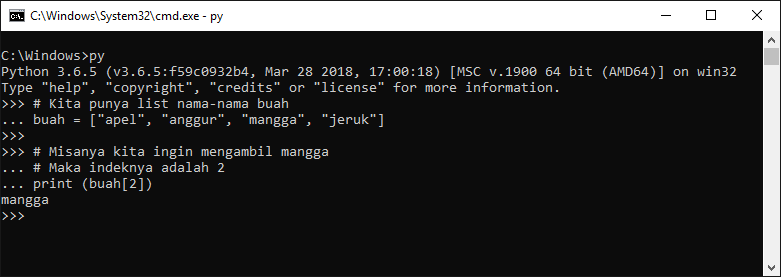 C:\Windows\System32\cmd.exe - py
C:\Windows>py
Python 3.6.5 (v3.6.5:f59c0932b4, Mar 28 2018, 17:00:18) [MSC v.1900 64 bit (AMD64)] on win32
Type "help", "copyright", "credits" or "license" for more information.
>>> # Kita punya list nama-nama buah
... buah = ["apel", "anggur", "mangga", "jeruk"]
>>>
>>> # Misanya kita ingin mengambil mangga
... # Maka indeknya adalah 2
... print (buah[2])
mangga
>>>